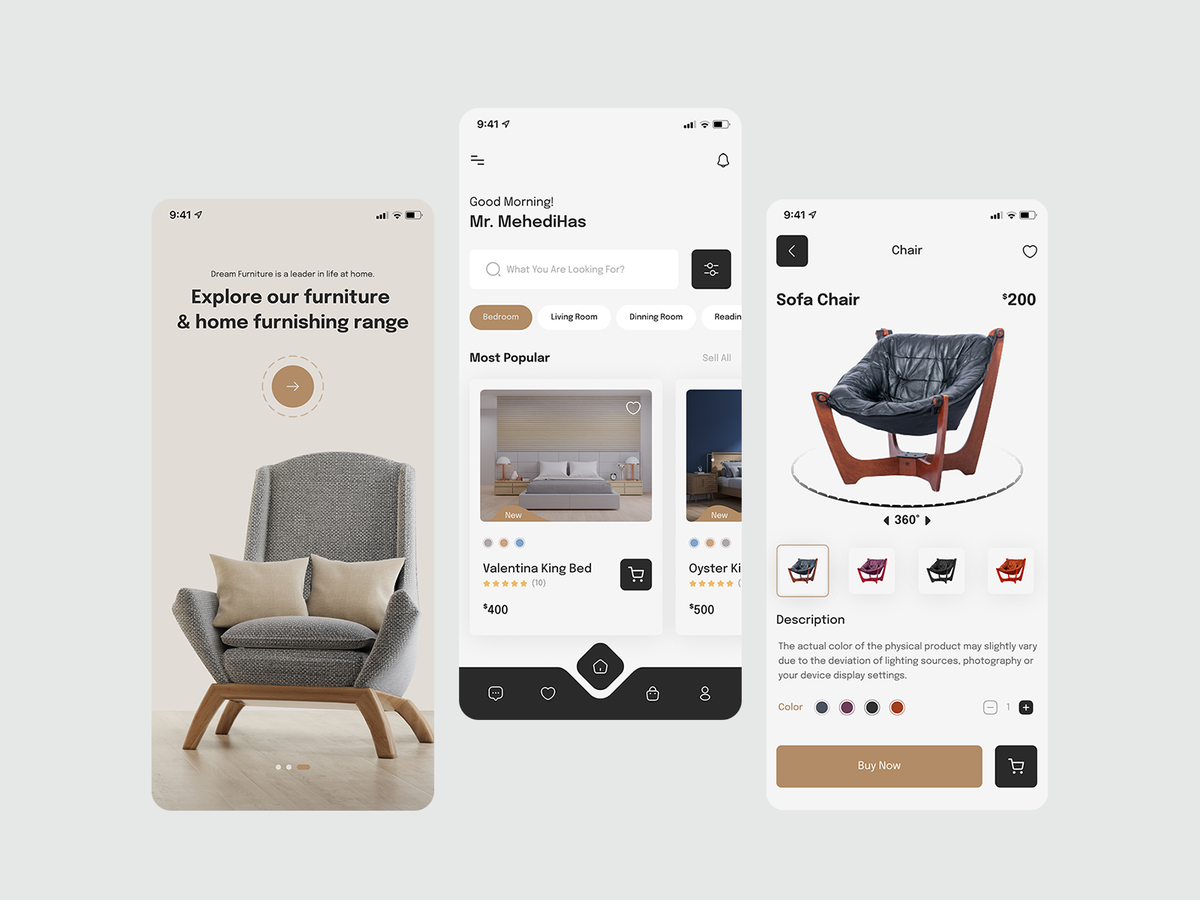 9:41
Dream Furniture is a leader in life at home.
Explore our furniture
& home furnishing range
9:41
Good Morning!
Mr. MehediHas
What You Are Looking For?
Bedroom
Living Room
Dinning Room
Readin
Most Popular
Sell All
New
New
Valentina King Bed
(10)
$400
Oyster Ki
(
$500
9:41
Chair
Sofa Chair
$200
360°
Description
The actual color of the physical product may slightly vary
due to the deviation of lighting sources, photography or
your device display settings.
Color
1
Buy Now